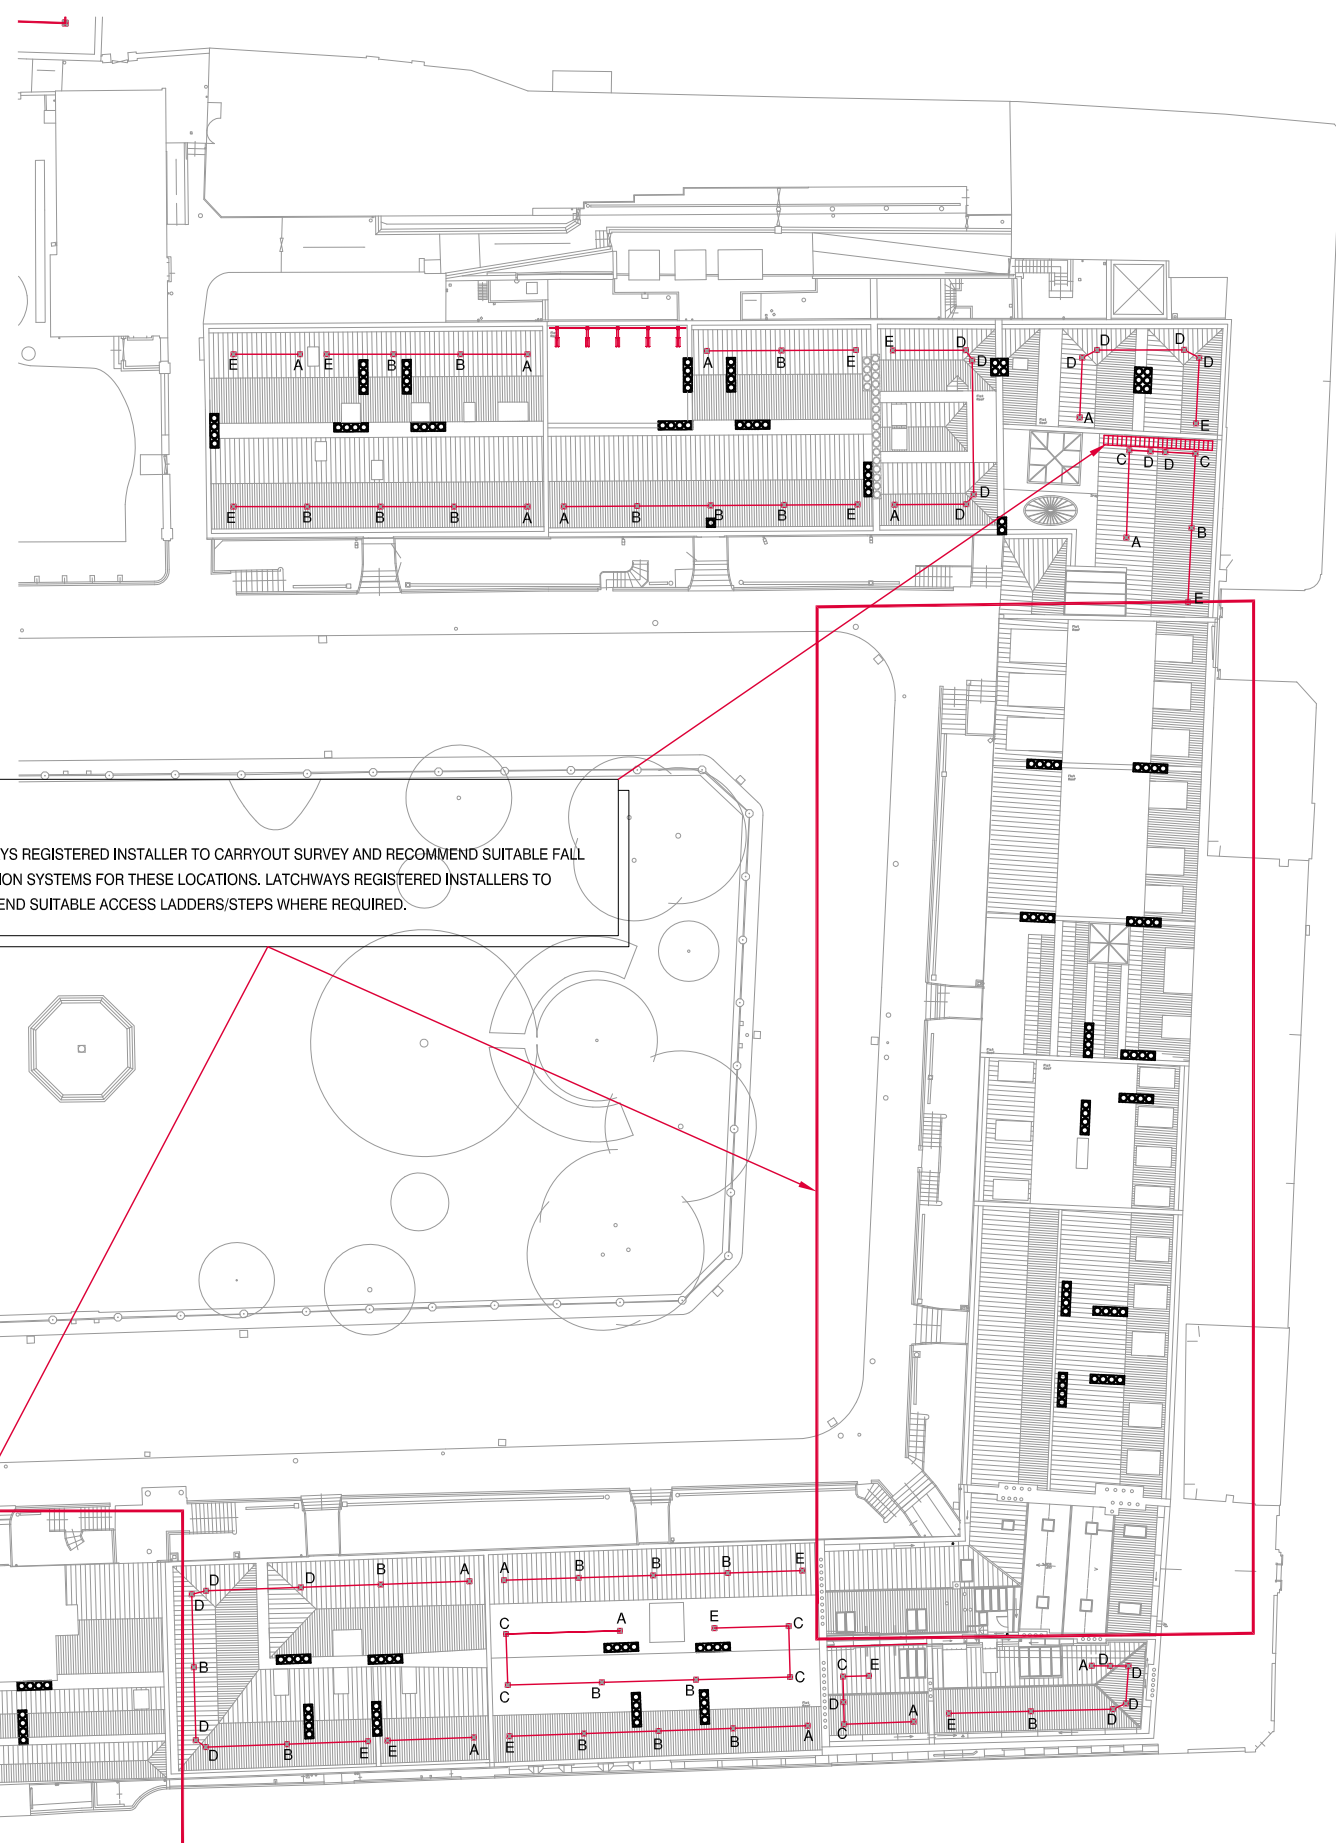 E A E B B A
A B E
E D D
D D D D
A E
C D D C
E B B B A
A B B B E
A D D
A B E
YS REGISTERED INSTALLER TO CARRYOUT SURVEY AND RECOMMEND SUITABLE FALL
ION SYSTEMS FOR THESE LOCATIONS. LATCHWAYS REGISTERED INSTALLERS TO
END SUITABLE ACCESS LADDERS/STEPS WHERE REQUIRED.
D D D B A
A B B B E
B
C A E C
C B B C
D D B E E A
E B B B A
C E D C A
A D D D D B E